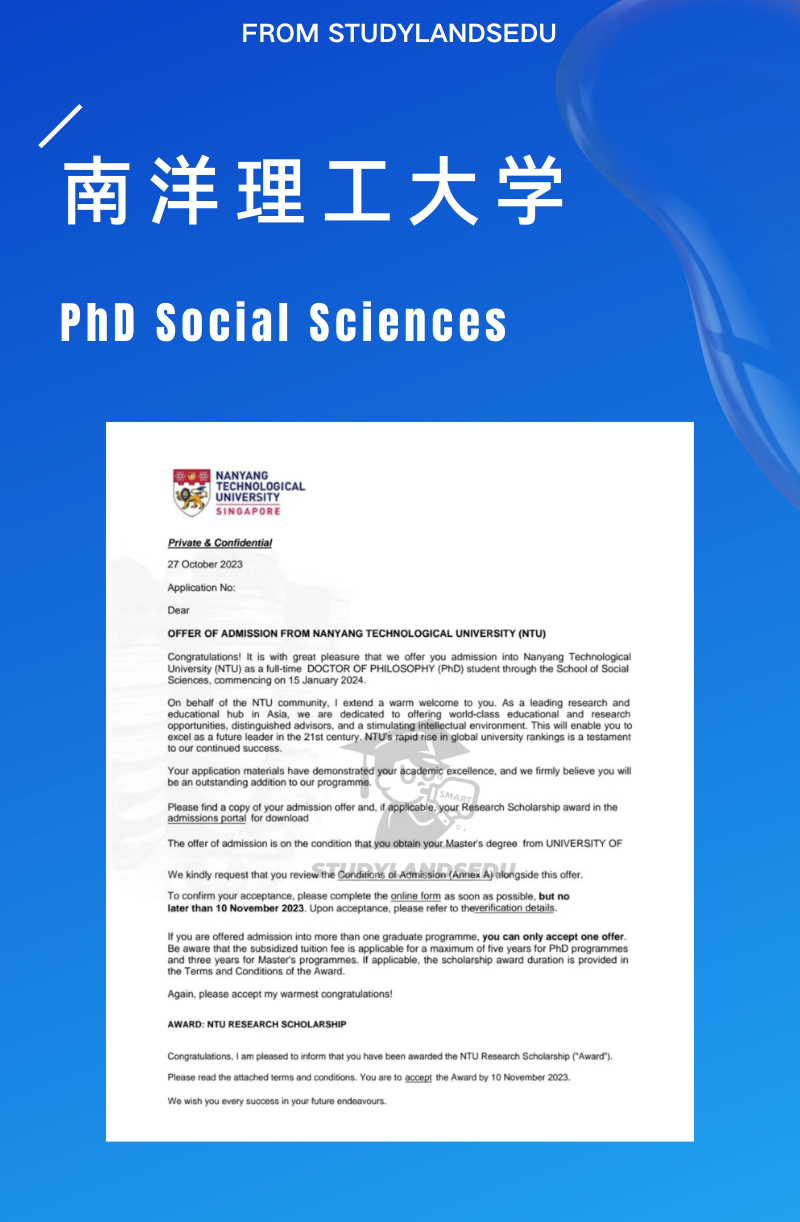 FROM STUDYLANDSEDU
南洋理工大学
PhD Social Sciences
NANYANG
TECHNOLOGICAL
UNIVERSITY
SINGAPORE
Private & Confidential
27 October 2023
Application No:
Dear
OFFER OF ADMISSION FROM NANYANG TECHNOLOGICAL UNIVERSITY (NTU)
Congratulations! It is with great pleasure that we offer you admission into Nanyang Technological
University (NTU) as a full-time DOCTOR OF PHILOSOPHY (PhD) student through the School of Social
Sciences, commencing on 15 January 2024.
On behalf of the NTU community, I extend a warm welcome to you. As a leading research and
educational hub in Asia, we are dedicated to offering world-class educational and research
opportunities, distinguished advisors, and a stimulating intellectual environment. This will enable you to
excel as a future leader in the 21st century. NTU's rapid rise in global university rankings is a testament
to our continued success.
Your application materials have demonstrated your academic excellence, and we firmly believe you will
be an outstanding addition to our programme.
SMART
Please find a copy of your admission offer and, if applicable, your Research Scholarship award in the
admissions portal for download
The offer of admission is on the condition that you obtain your Master's degree from UNIVERSITY OF
STUDYLANDSEDU
We kindly request that you review the Conditions of Admission (Annex A) alongside this offer.
To confirm your acceptance, please complete the online form as soon as possible, but no
later than 10 November 2023. Upon acceptance, please refer to theverification details.
If you are offered admission into more than one graduate programme, you can only accept one offer.
Be aware that the subsidized tuition fee is applicable for a maximum of five years for PhD programmes
and three years for Master's programmes. If applicable, the scholarship award duration is provided in
the Terms and Conditions of the Award.
Again, please accept my warmest congratulations!
AWARD: NTU RESEARCH SCHOLARSHIP
Congratulations, I am pleased to inform that you have been awarded the NTU Research Scholarship ("Award").
Please read the attached terms and conditions. You are to accept the Award by 10 November 2023.
We wish you every success in your future endeavours.